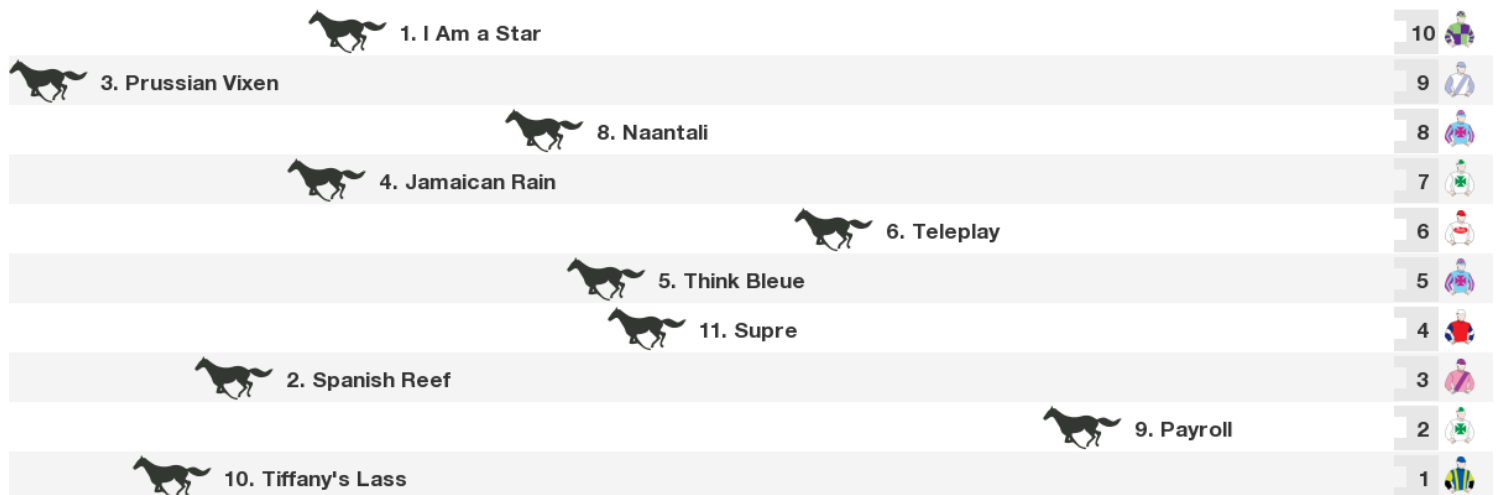 1. I Am a Star 10
3. Prussian Vixen 9
8. Naantali 8
4. Jamaican Rain 7
6. Teleplay 6
5. Think Bleue 5
11. Supre 4
2. Spanish Reef 3
9. Payroll 2
10. Tiffany's Lass 1